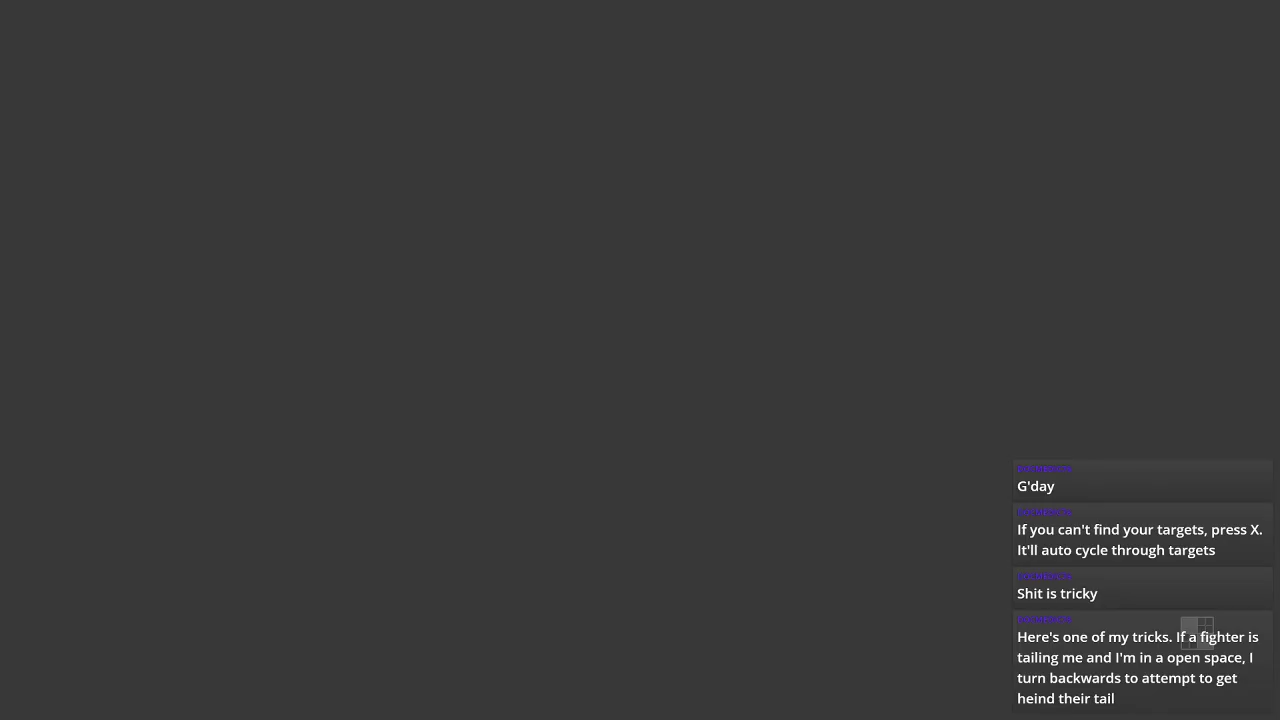 G'day
If you can't find your targets, press X.
It'll auto cycle through targets
Shit is tricky
Here's one of my tricks. If a fighter is
tailing me and I'm in a open space, I
turn backwards to attempt to get
heind their tail